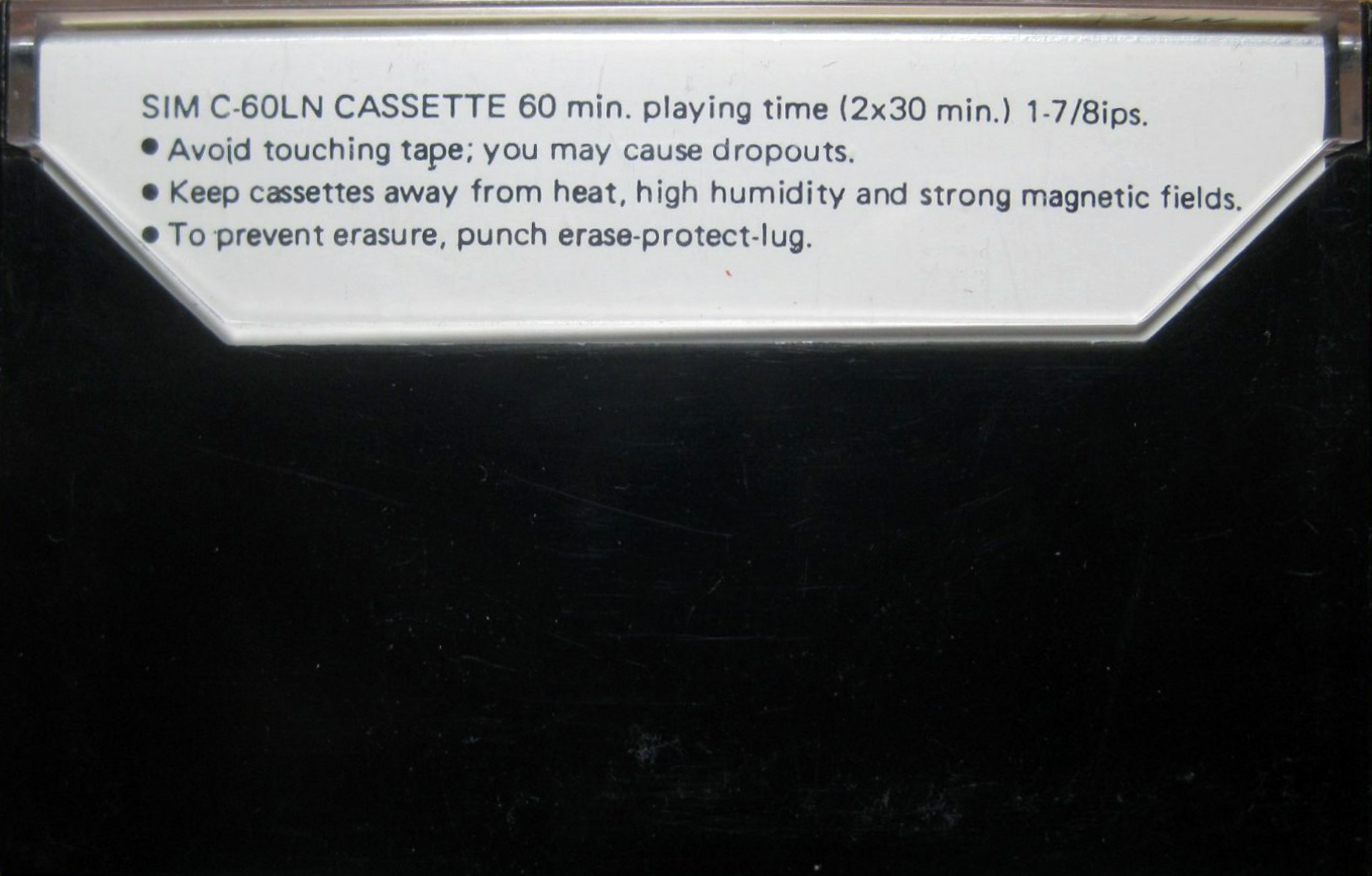 SIM C-60LN CASSETTE 60 min. playing time (2x30 min.) 1-7/8ips.
● Avoid touching tape; you may cause dropouts.
● Keep cassettes away from heat, high humidity and strong magnetic fields.
● To prevent erasure, punch erase-protect-lug.